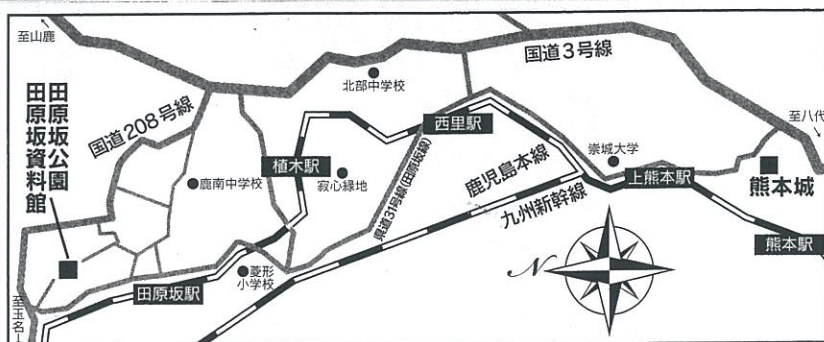 至山鹿
国道3号線
北部中学校
至八代
田原坂公園
田原坂資料館
国道208号線
西里駅
崇城大学
植木駅
鹿南中学校
寂心緑地
県道31号線(田原坂線)
鹿児島本線
上熊本駅
熊本城
九州新幹線
熊本駅
N
菱形
小学校
田原坂駅
至玉名